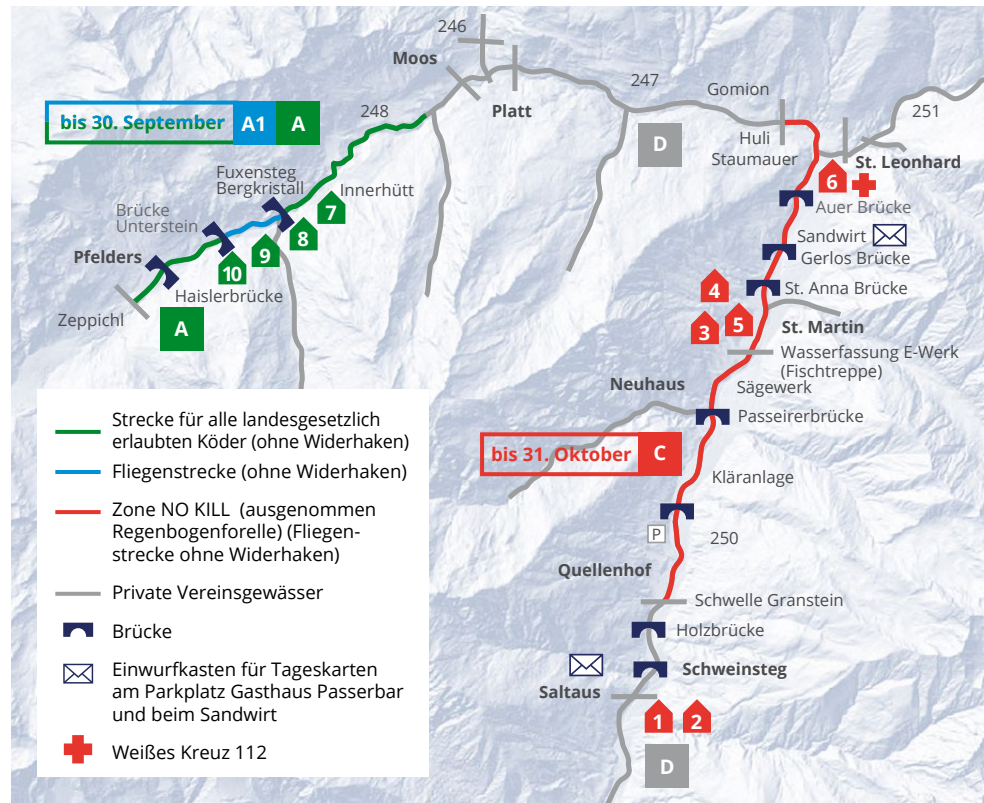 246
Moos
247
Gomion
bis 30. September A1 A
248
Platt
251
Huli
Staumauer
D
St. Leonhard
Fuxensteg
Bergkristall
Innerhütt
6
7
Auer Brücke
Brücke
Unterstein
8
9
10
Sandwirt
Pfelders
Gerlos Brücke
Haislerbrücke
4
St. Anna Brücke
Zeppichl
A
3
5
St. Martin
Wasserfassung E-Werk
(Fischtreppe)
Neuhaus
Sägewerk
Passeirerbrücke
bis 31. Oktober C
Kläranlage
P
250
Quellenhof
Schwelle Granstein
Holzbrücke
Schweinsteg
Saltaus
1
2
D
Strecke für alle landesgesetzlich
erlaubten Köder (ohne Widerhaken)
Fliegenstrecke (ohne Widerhaken)
Zone NO KILL (ausgenommen
Regenbogenforelle) (Fliegen-
strecke ohne Widerhaken)
Private Vereinsgewässer
Brücke
Einwurfkasten für Tageskarten
am Parkplatz Gasthaus Passerbar
und beim Sandwirt
Weißes Kreuz 112